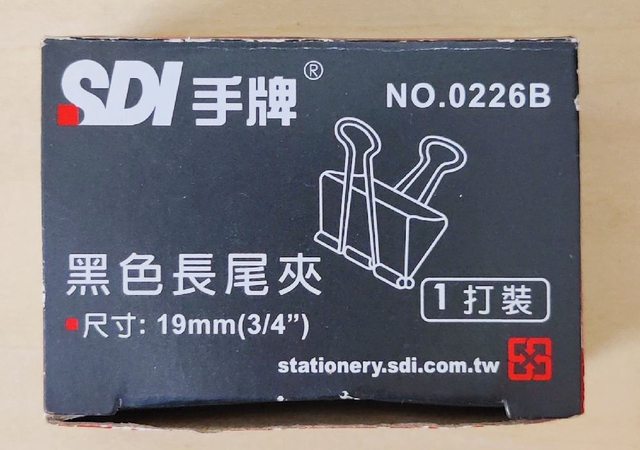 SDI 手牌® NO.0226B
黑色長尾夾
尺寸: 19mm(3/4”)
1 打裝
stationery.sdi.com.tw